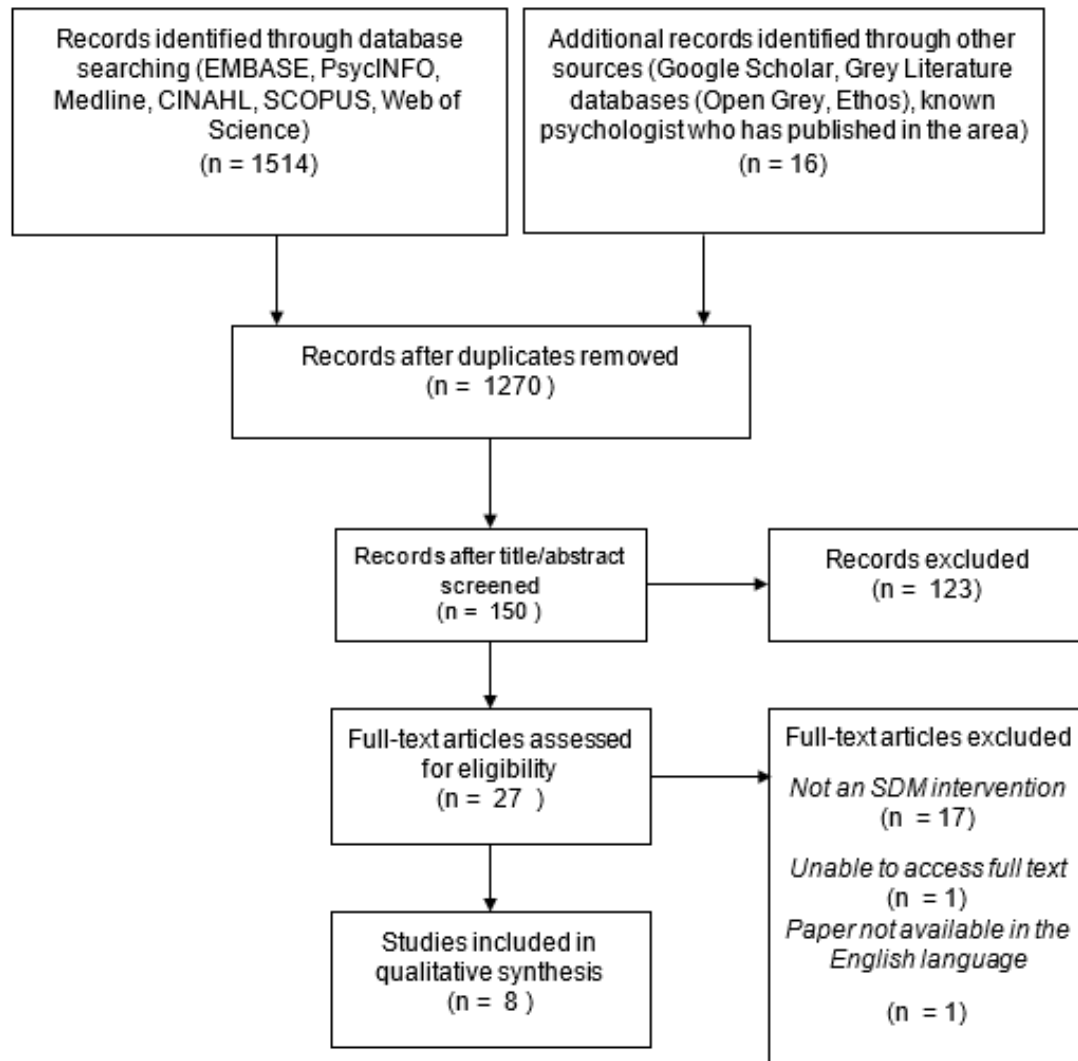 Records identified through database
searching (EMBASE, PsycINFO,
Medline, CINAHL, SCOPUS, Web of
Science)
(n = 1514)
Additional records identified through other
sources (Google Scholar, Grey Literature
databases (Open Grey, Ethos), known
psychologist who has published in the area)
(n = 16)
Records after duplicates removed
(n = 1270 )
Records after title/abstract
screened
(n = 150 )
Records excluded
(n = 123)
Full-text articles assessed
for eligibility
(n = 27 )
Full-text articles excluded
Not an SDM intervention
(n = 17)
Unable to access full text
(n = 1)
Paper not available in the
English language
(n = 1)
Studies included in
qualitative synthesis
(n = 8 )